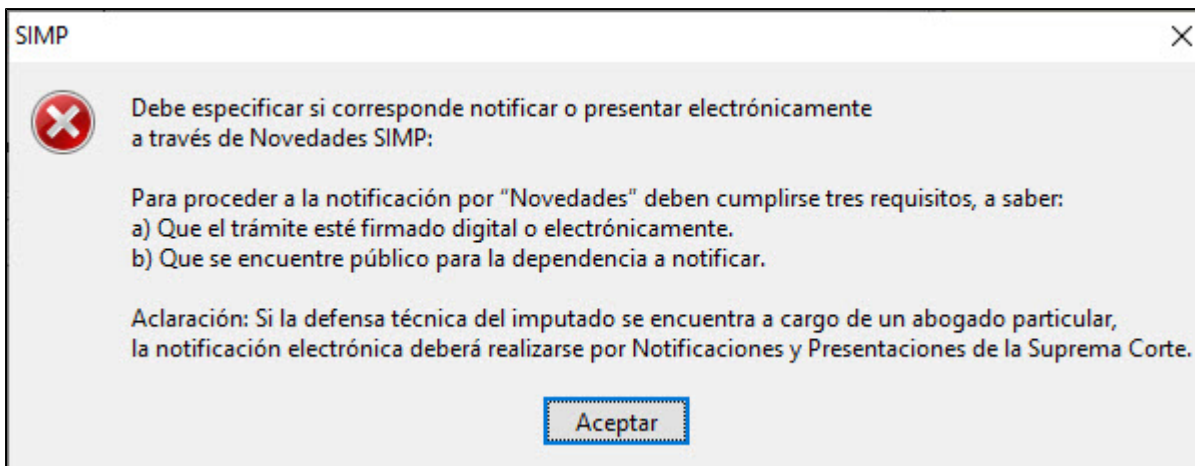 SIMP
Debe especificar si corresponde notificar o presentar electrónicamente
a través de Novedades SIMP:
Para proceder a la notificación por “Novedades” deben cumplirse tres requisitos, a saber:
a) Que el trámite esté firmado digital o electrónicamente.
b) Que se encuentre público para la dependencia a notificar.
Aclaración: Si la defensa técnica del imputado se encuentra a cargo de un abogado particular,
la notificación electrónica deberá realizarse por Notificaciones y Presentaciones de la Suprema Corte.
Aceptar